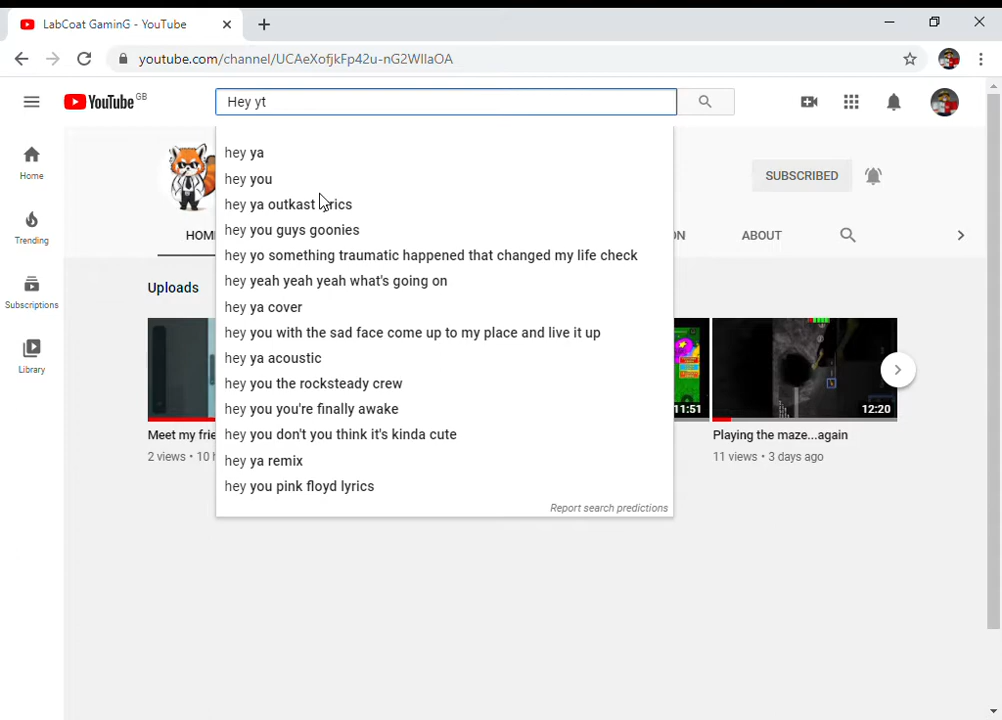 LabCoat GaminG - YouTube
youtube.com/channel/UCAeXofjkFp42u-nG2WIlaOA
YouTube GB
Hey yt
hey ya
hey you
hey ya outkast
hey you guys goonies
hey yo something traumatic happened that changed my life check
hey yeah yeah yeah what's going on
hey ya cover
hey you with the sad face come up to my place and live it up
hey ya acoustic
hey you the rocksteady crew
hey you you're finally awake
hey you don't you think it's kinda cute
hey ya remix
hey you pink floyd lyrics
Report search predictions
Home
Trending
Subscriptions
Library
SUBSCRIBED
ABOUT
Uploads
11:51
12:20
Meet my
2 views • 10
Playing the maze...again
11 views • 3 days ago